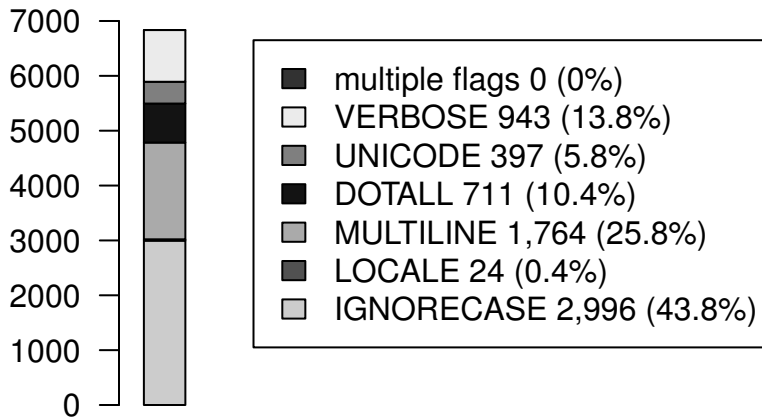 7000
6000
5000
4000
3000
2000
1000
0
multiple flags 0 (0%)
VERBOSE 943 (13.8%)
UNICODE 397 (5.8%)
DOTALL 711 (10.4%)
MULTILINE 1,764 (25.8%)
LOCALE 24 (0.4%)
IGNORECASE 2,996 (43.8%)